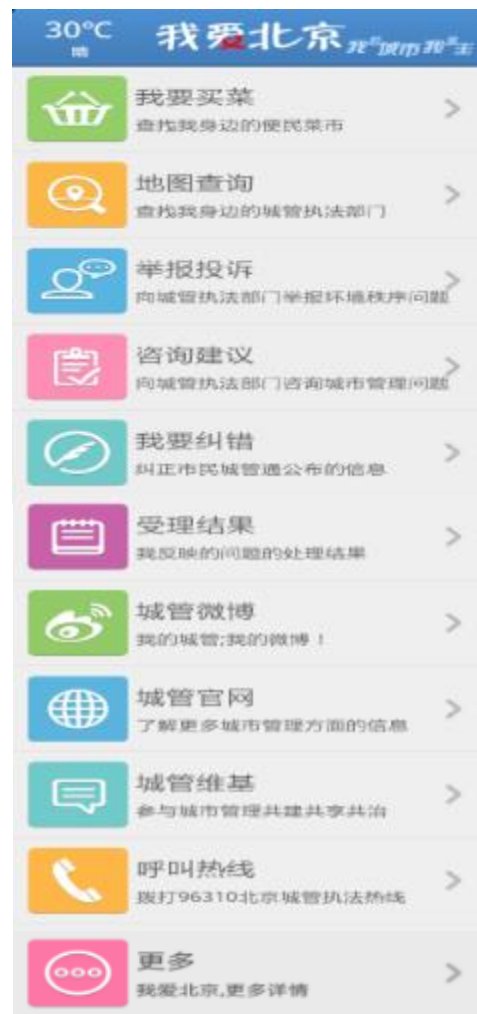 30°C
晴
我爱北京
我要买菜
查找我身边的便民菜市
地图查询
查找我身边的城管执法部门
举报投诉
向城管执法部门举报环境秩序问题
咨询建议
向城管执法部门咨询城市管理问题
我要纠错
纠正市民城管通公布的信息
受理结果
我反映的问题的处理结果
城管微博
我的城管;我的微博！
城管官网
了解更多城市管理方面的信息
城管维基
参与城市管理共建共享共治
呼叫热线
拨打96310北京城管执法热线
更多
我爱北京,更多详情